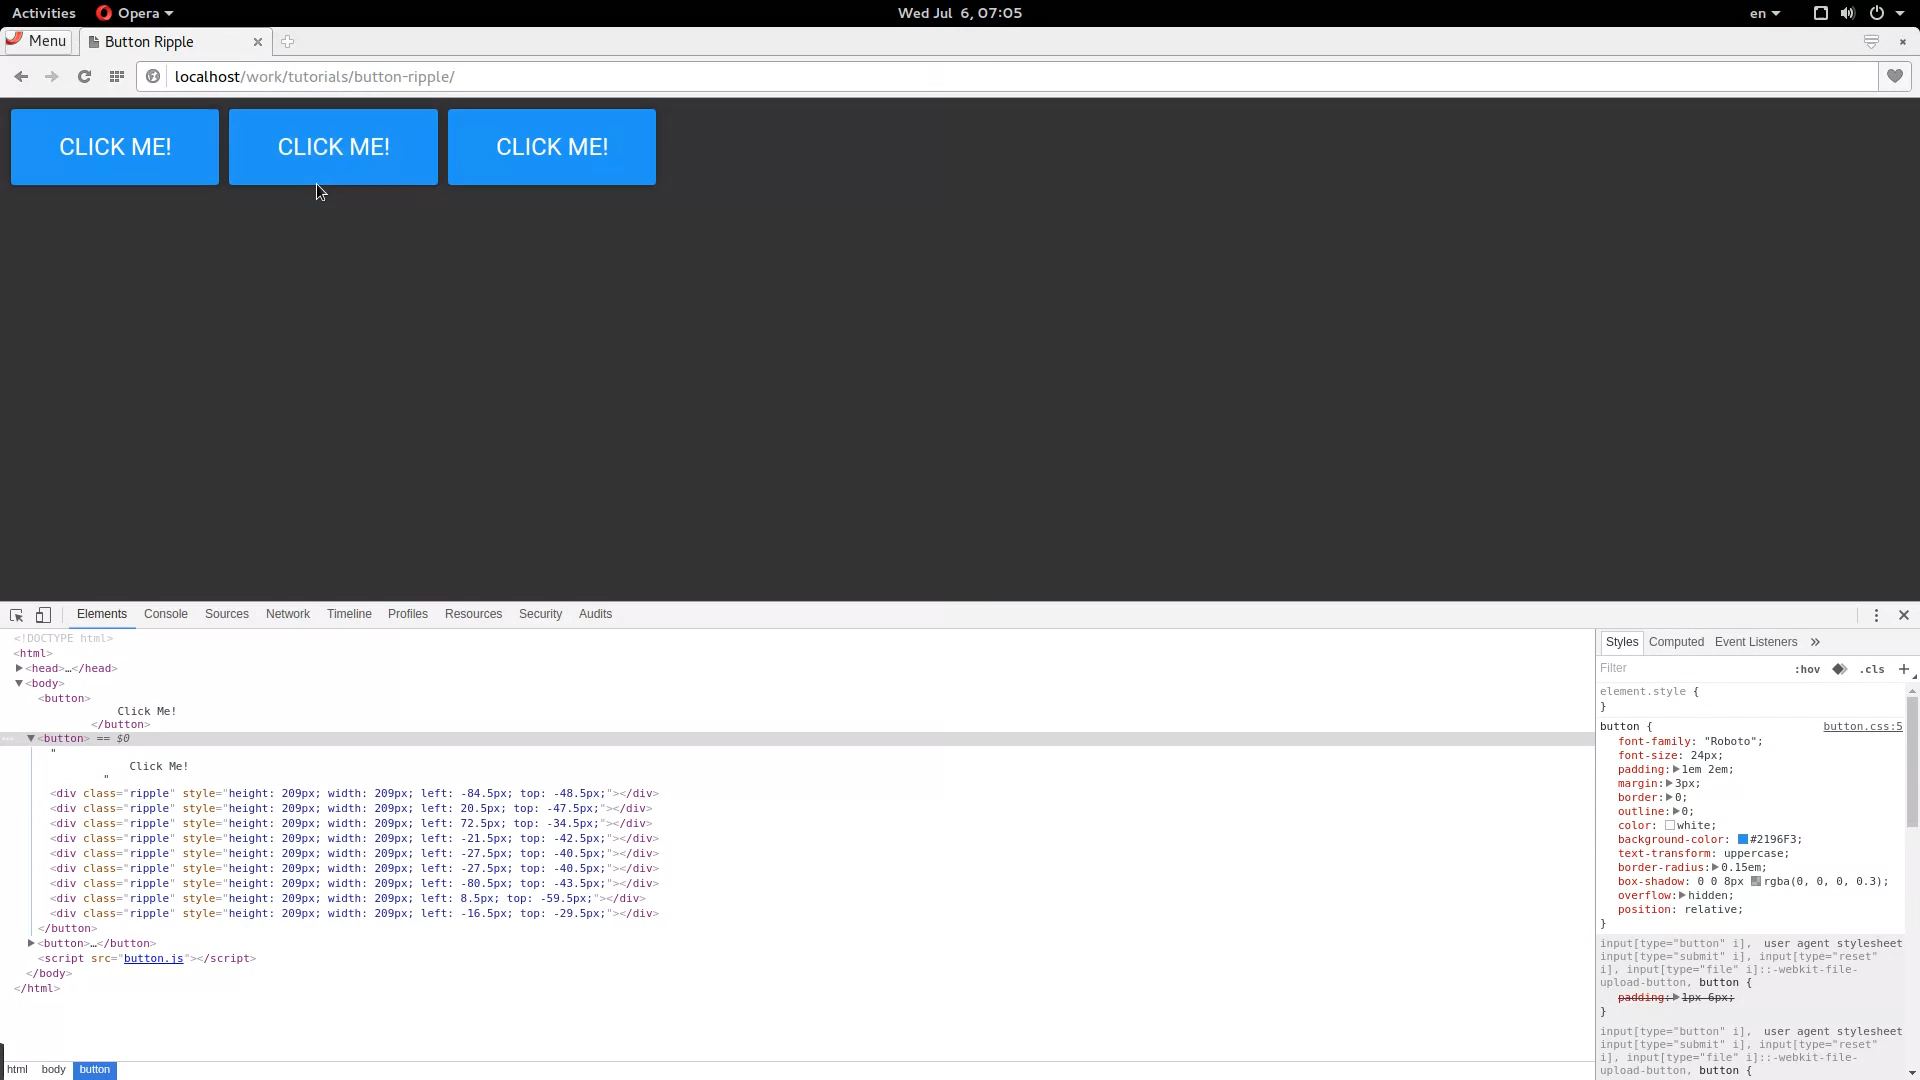 Activities Opera Wed Jul 6, 07:05 en
Menu Button Ripple
localhost/work/tutorials/button-ripple/
CLICK ME! CLICK ME! CLICK ME!
Elements Console Sources Network Timeline Profiles Resources Security Audits
<!DOCTYPE html>
<html>
<head>…</head>
<body>
<button>
Click Me!
</button>
<button> == $0
"
Click Me!
"
<div class="ripple" style="height: 209px; width: 209px; left: -84.5px; top: -48.5px;"></div>
<div class="ripple" style="height: 209px; width: 209px; left: 20.5px; top: -47.5px;"></div>
<div class="ripple" style="height: 209px; width: 209px; left: 72.5px; top: -34.5px;"></div>
<div class="ripple" style="height: 209px; width: 209px; left: -21.5px; top: -42.5px;"></div>
<div class="ripple" style="height: 209px; width: 209px; left: -27.5px; top: -40.5px;"></div>
<div class="ripple" style="height: 209px; width: 209px; left: -27.5px; top: -40.5px;"></div>
<div class="ripple" style="height: 209px; width: 209px; left: -80.5px; top: -43.5px;"></div>
<div class="ripple" style="height: 209px; width: 209px; left: 8.5px; top: -59.5px;"></div>
<div class="ripple" style="height: 209px; width: 209px; left: -16.5px; top: -29.5px;"></div>
</button>
<button>…</button>
<script src="button.js"></script>
</body>
</html>
html body button
Styles Computed Event Listeners »
Filter :hov .cls +
element.style {
}
button { button.css:5
font-family: "Roboto";
font-size: 24px;
padding: 1em 2em;
margin: 3px;
border: 0;
outline: 0;
color: white;
background-color: #2196F3;
text-transform: uppercase;
border-radius: 0.15em;
box-shadow: 0 0 8px rgba(0, 0, 0, 0.3);
overflow: hidden;
position: relative;
}
input[type="button" i], user agent stylesheet
input[type="submit" i], input[type="reset"
i], input[type="file" i]::-webkit-file-
upload-button, button {
padding: 1px 6px;
}
input[type="button" i], user agent stylesheet
input[type="submit" i], input[type="reset"
i], input[type="file" i]::-webkit-file-
upload-button, button {